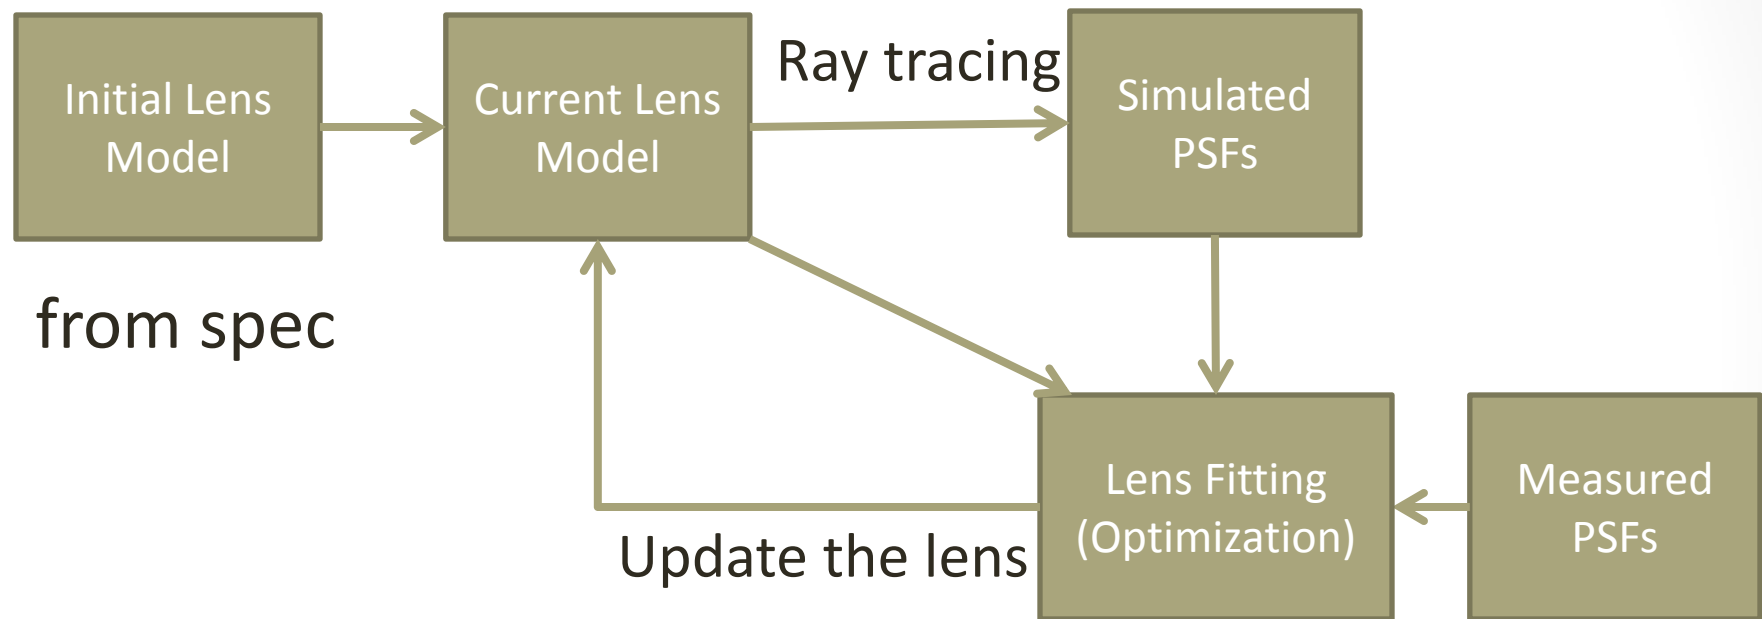 Initial Lens
Model
Current Lens
Model
Ray tracing
Simulated
PSFs
from spec
Lens Fitting
(Optimization)
Measured
PSFs
Update the lens